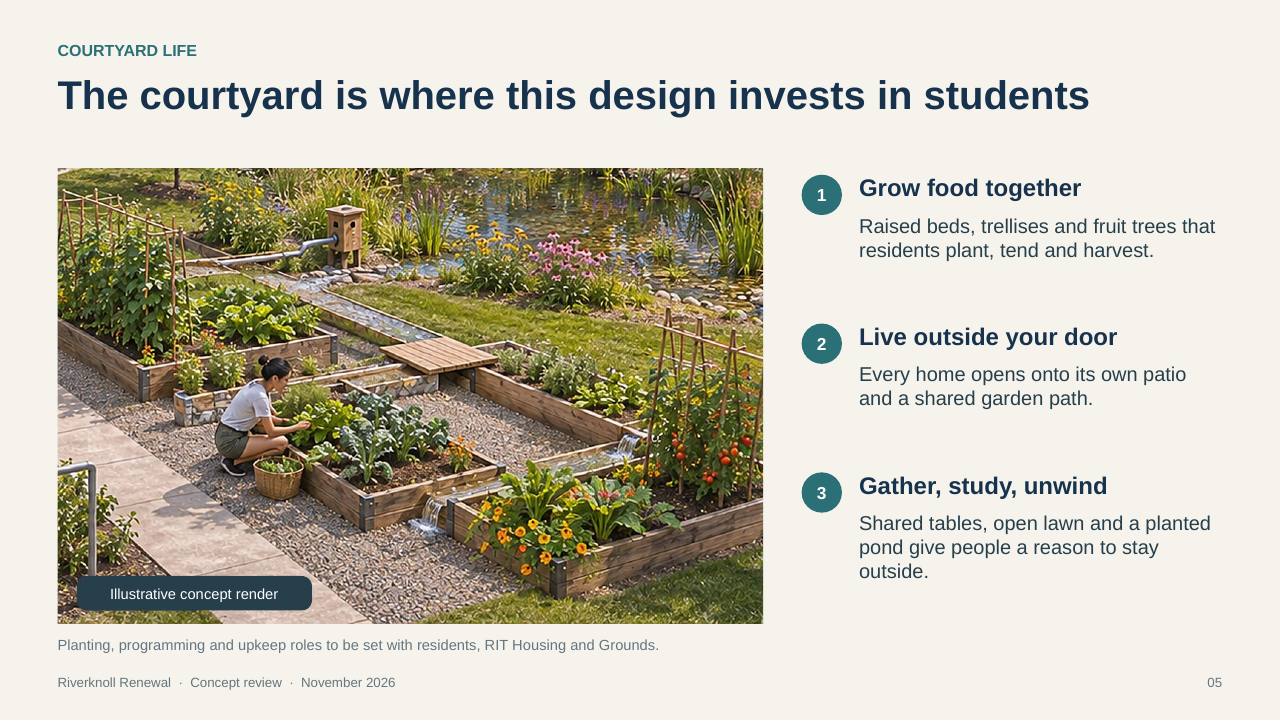 COURTYARD LIFE
The courtyard is where this design invests in students
1
Grow food together
Raised beds, trellises and fruit trees that
residents plant, tend and harvest.
2
Live outside your door
Every home opens onto its own patio
and a shared garden path.
3
Gather, study, unwind
Shared tables, open lawn and a planted
pond give people a reason to stay
outside.
Illustrative concept render
Planting, programming and upkeep roles to be set with residents, RIT Housing and Grounds.
Riverknoll Renewal · Concept review · November 2026
05